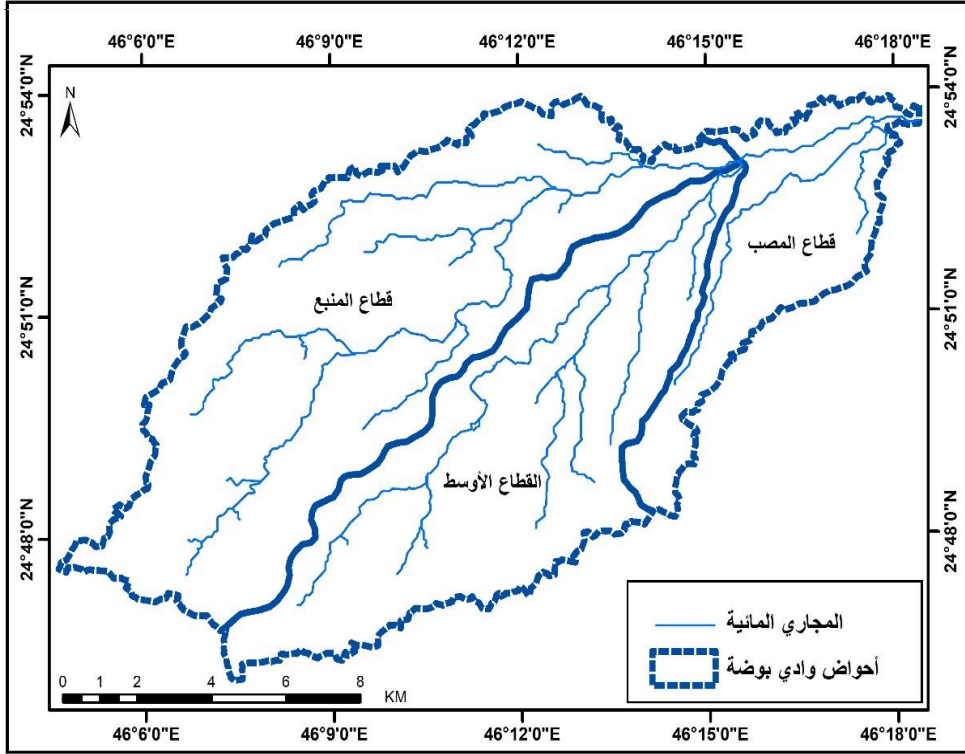 46°6'0"E 46°9'0"E 46°12'0"E 46°15'0"E 46°18'0"E
24°54'0"N 24°54'0"N
N
قطاع المصب
قطاع المنبع
24°51'0"N 24°51'0"N
القطاع الأوسط
24°48'0"N 24°48'0"N
المجاري المائية
أحواض وادي بوضة
0 1 2 4 6 8
KM
46°6'0"E 46°9'0"E 46°12'0"E 46°15'0"E 46°18'0"E